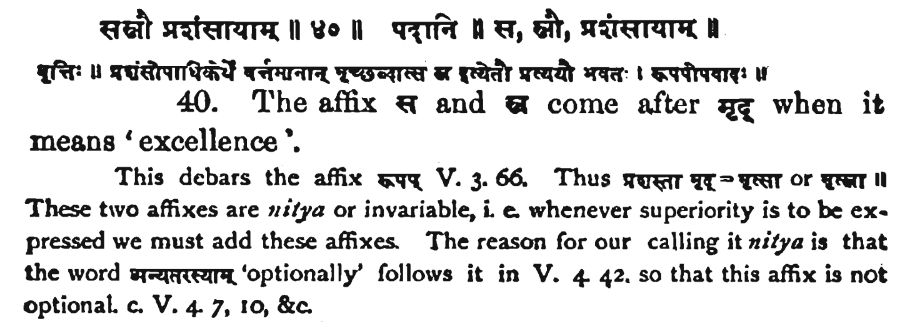 सस्नौ प्रशंसायाम् ॥ ४० ॥ पदानि ॥ स, स्नौ, प्रशंसायाम् ॥
वृत्तिः ॥ प्रशंसोपाधिकेर्थे वर्त्तमानान् मृच्छब्दात्स स्न इत्येतौ प्रत्ययौ भवतः । रूपपोपवादः ॥
40. The affix स and स्न come after मृद् when it
means ‘excellence’.
This debars the affix रूपप् V. 3. 66. Thus प्रशस्ता मृद् = मृत्सा or मृत्स्ना ॥
These two affixes are nitya or invariable, i. e. whenever superiority is to be ex-
pressed we must add these affixes. The reason for our calling it nitya is that
the word अन्यतरस्याम् ‘optionally’ follows it in V. 4 42. so that this affix is not
optional. c. V. 4. 7, 10, &c.